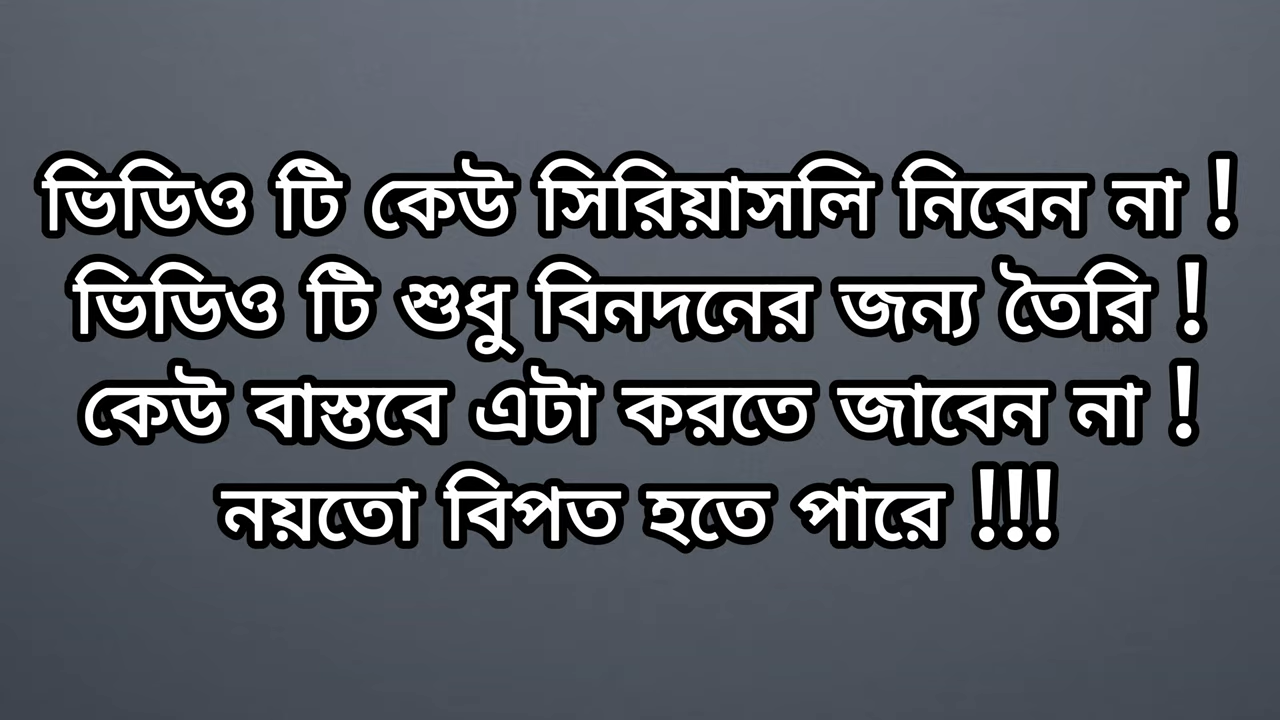 ভিডিও টি কেউ সিরিয়াসলি নিবেন না !
ভিডিও টি শুধু বিনদনের জন্য তৈরি !
কেউ বাস্তবে এটা করতে জাবেন না !
নয়তো বিপত হতে পারে !!!